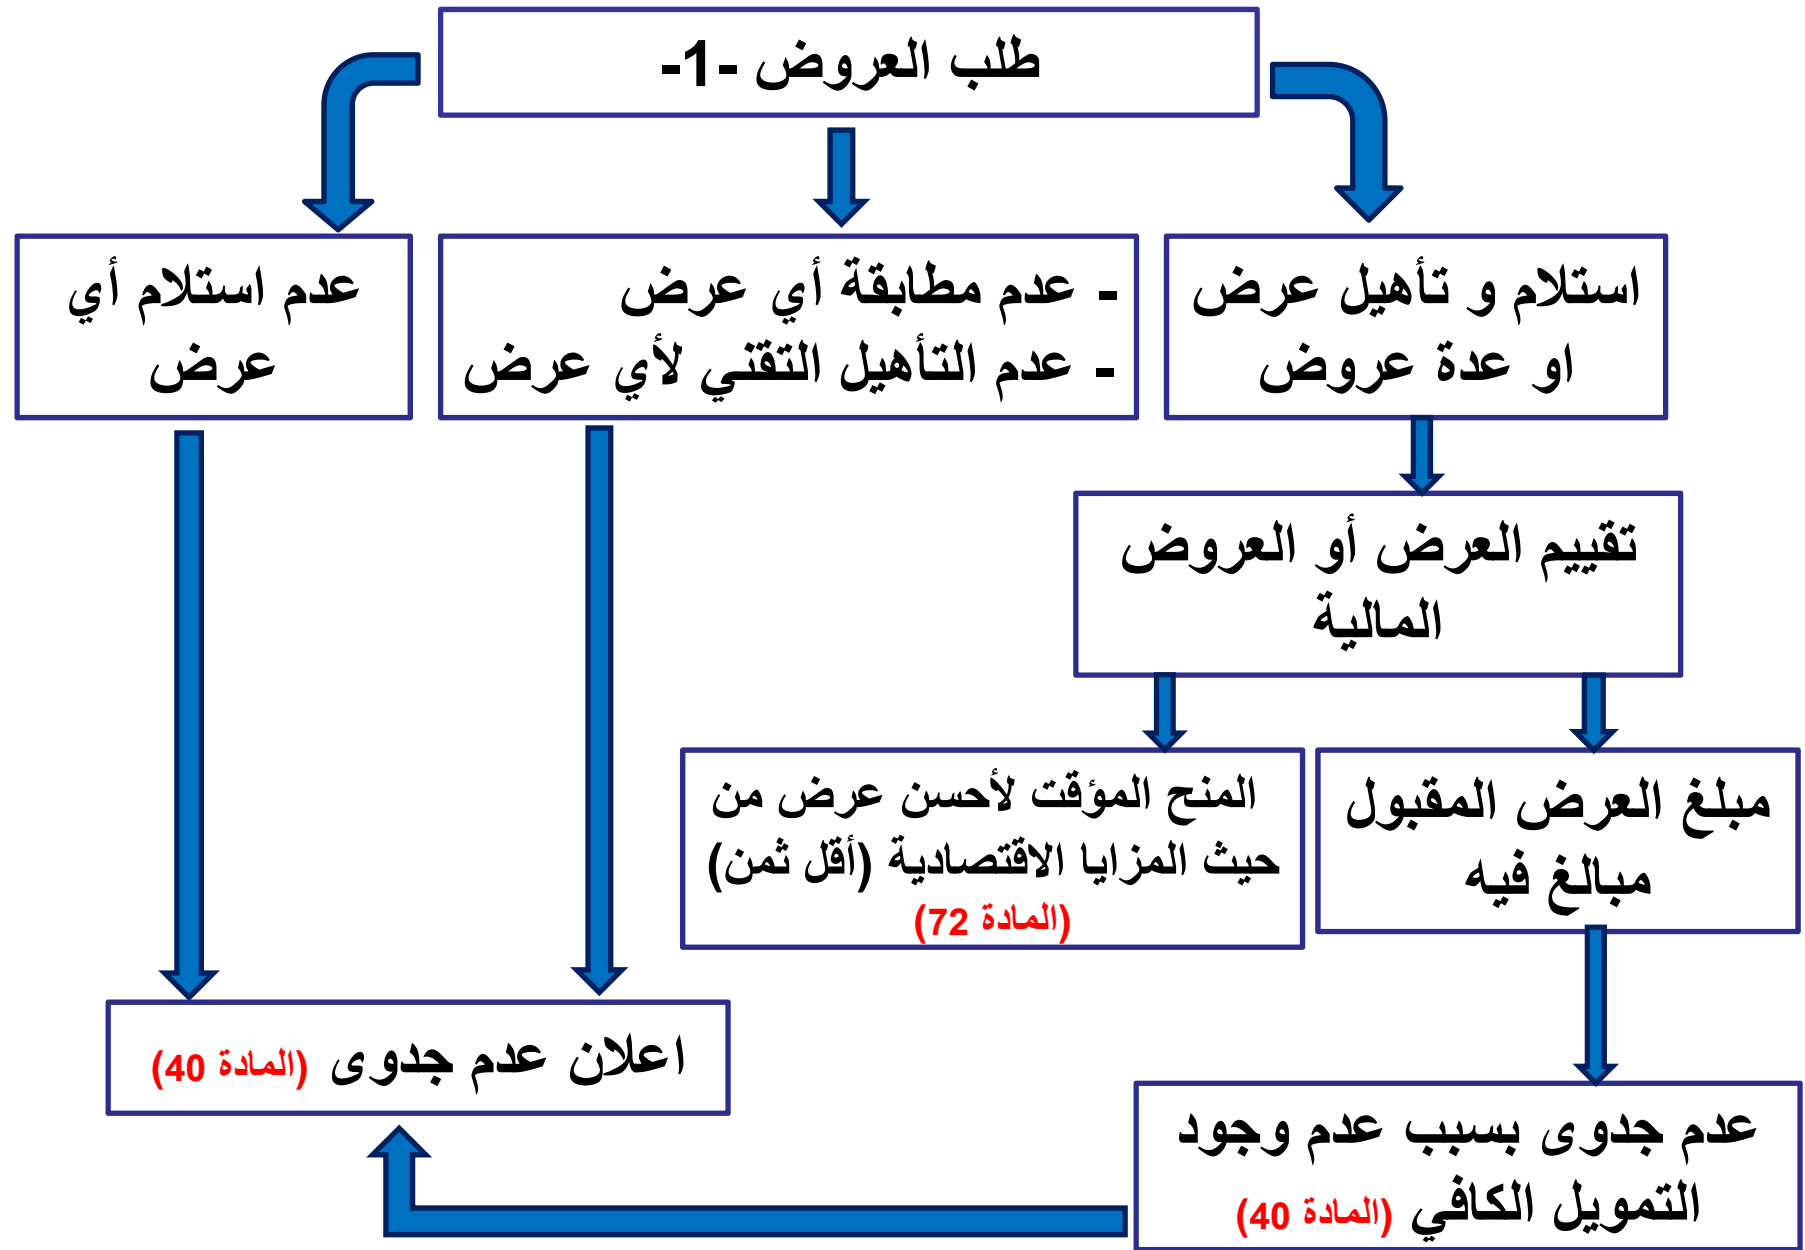 طلب العروض -1-
استلام و تأهيل عرض
او عدة عروض
- عدم مطابقة أي عرض
- عدم التأهيل التقني لأي عرض
عدم استلام أي
عرض
تقييم العرض أو العروض
المالية
مبلغ العرض المقبول
مبالغ فيه
المنح المؤقت لأحسن عرض من
حيث المزايا الاقتصادية (أقل ثمن)
(المادة 72)
اعلان عدم جدوى (المادة 40)
عدم جدوى بسبب عدم وجود
التمويل الكافي (المادة 40)